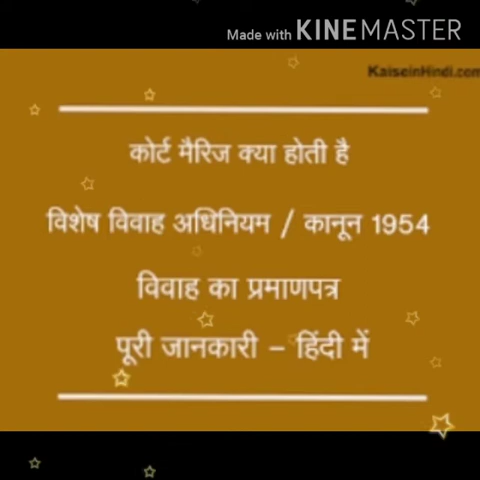 Made with KINEMASTER
KaiseinHindi.com
कोर्ट मैरिज क्या होती है
विशेष विवाह अधिनियम / कानून 1954
विवाह का प्रमाणपत्र
पूरी जानकारी – हिंदी में